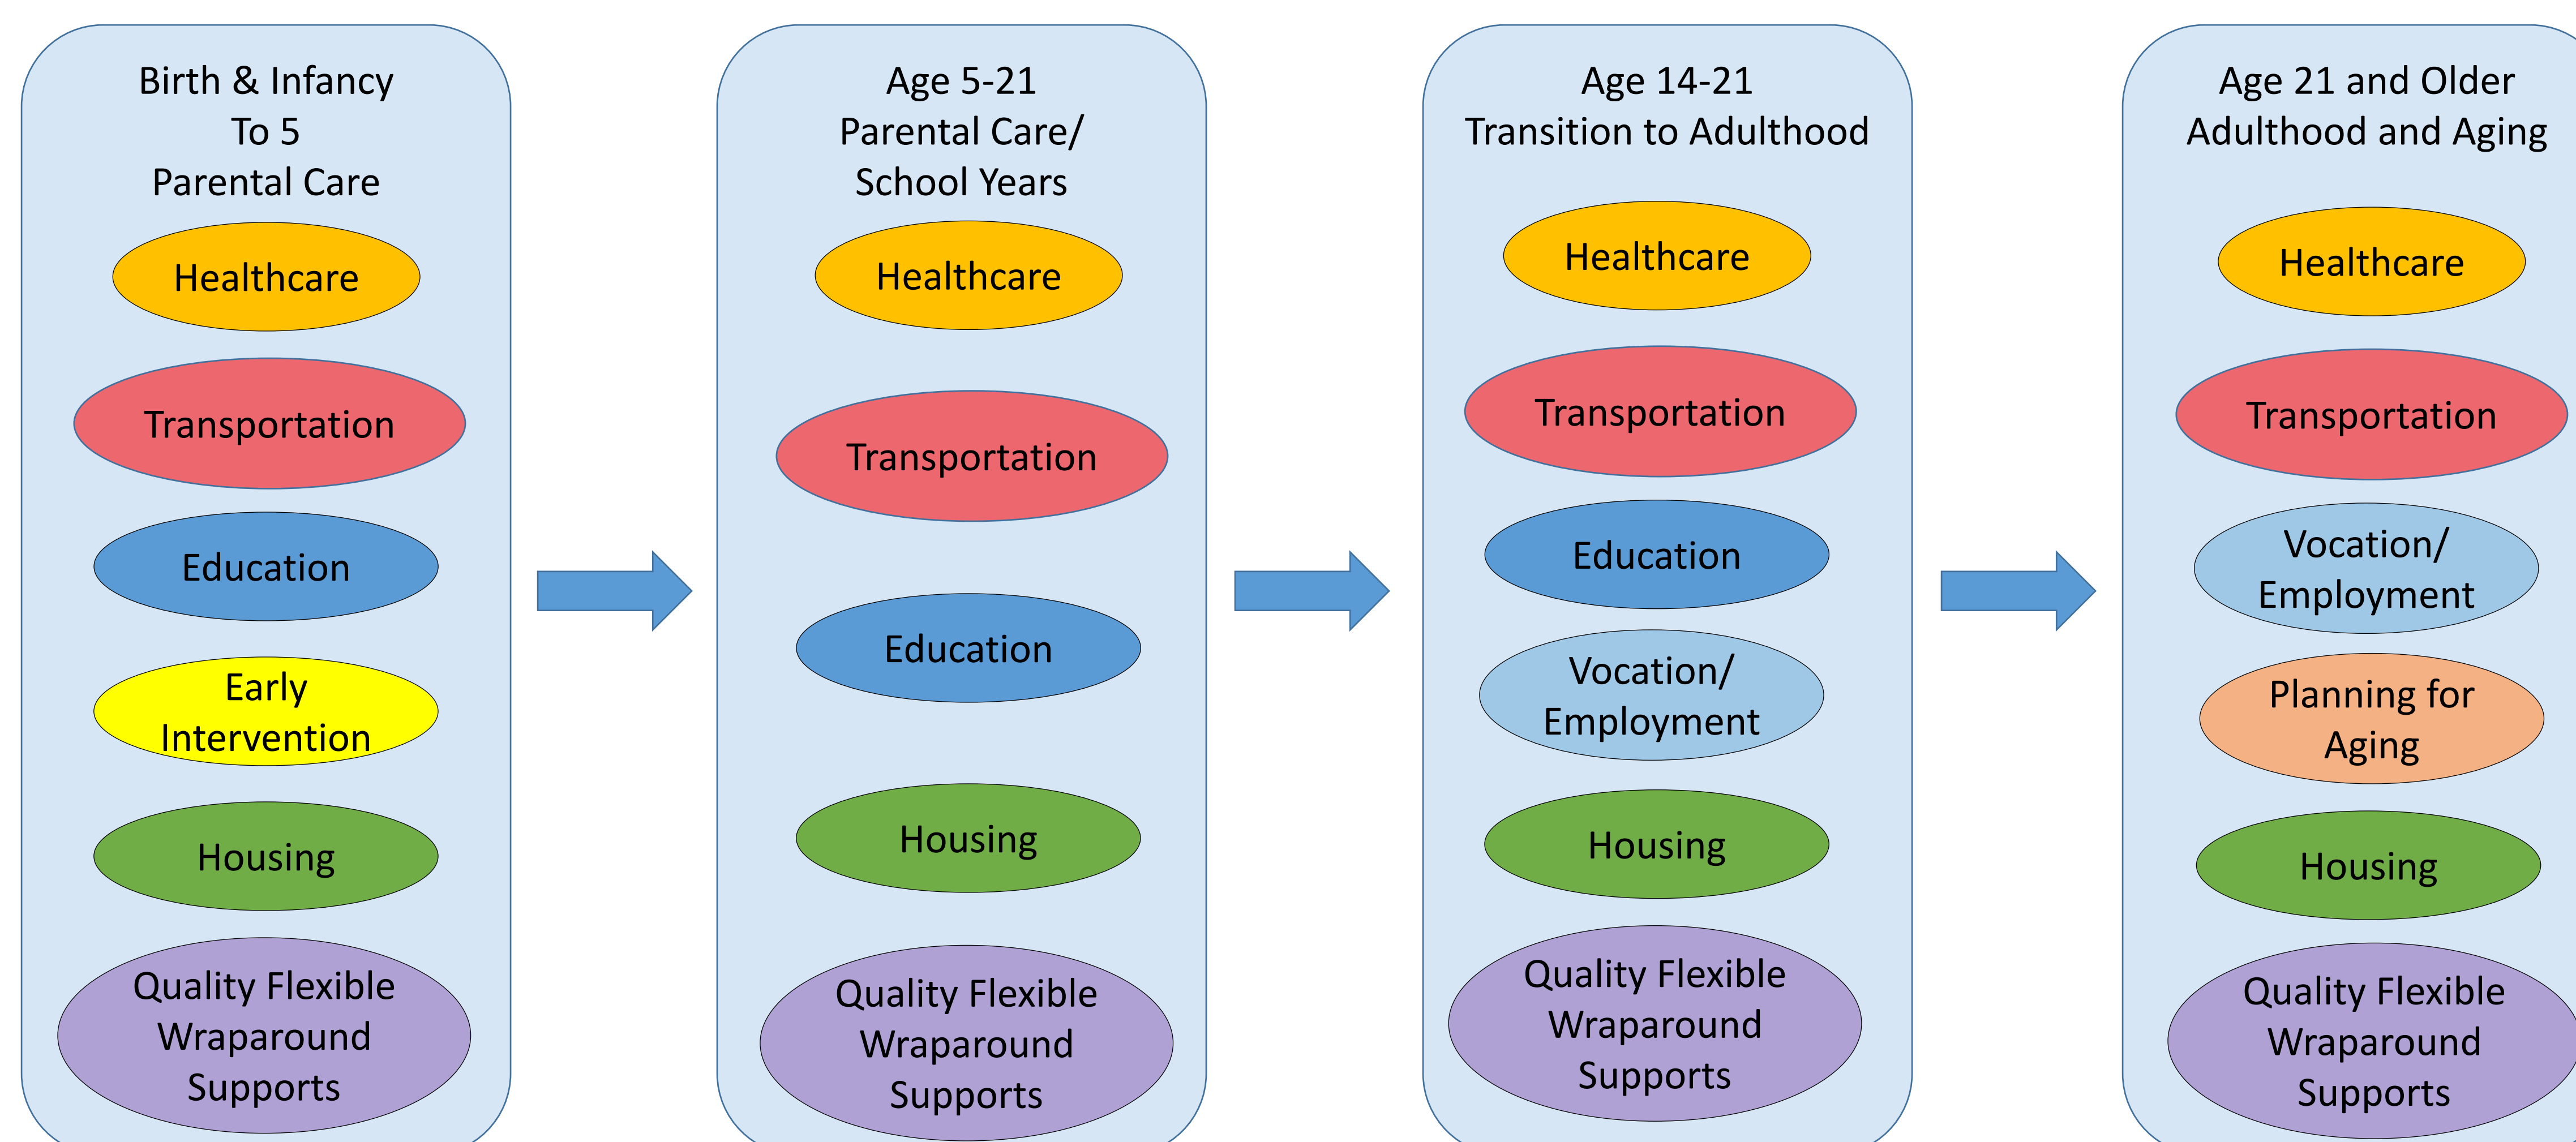 Birth & Infancy
To 5
Parental Care
Healthcare
Transportation
Education
Early
Intervention
Housing
Quality Flexible
Wraparound
Supports
Age 5-21
Parental Care/
School Years
Healthcare
Transportation
Education
Housing
Quality Flexible
Wraparound
Supports
Age 14-21
Transition to Adulthood
Healthcare
Transportation
Education
Vocation/
Employment
Housing
Quality Flexible
Wraparound
Supports
Age 21 and Older
Adulthood and Aging
Healthcare
Transportation
Vocation/
Employment
Planning for
Aging
Housing
Quality Flexible
Wraparound
Supports